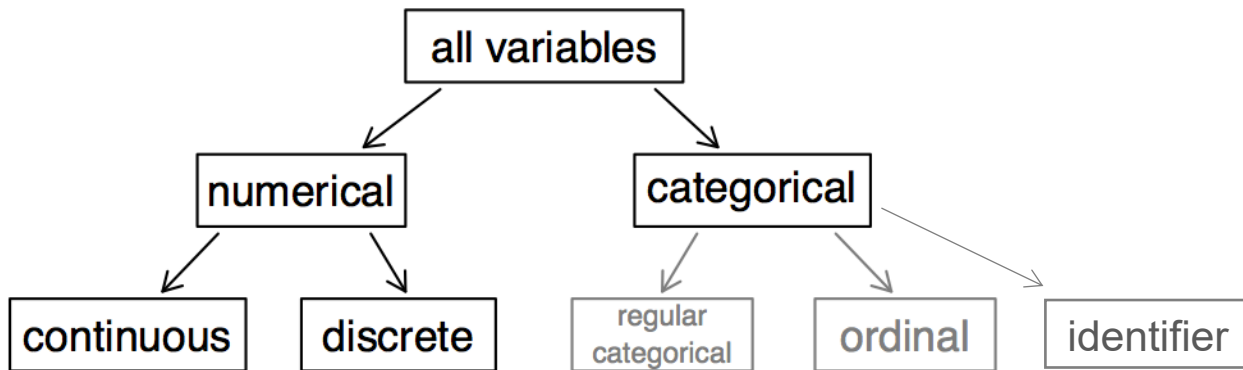 all variables
numerical
categorical
continuous
discrete
regular
categorical
ordinal
identifier